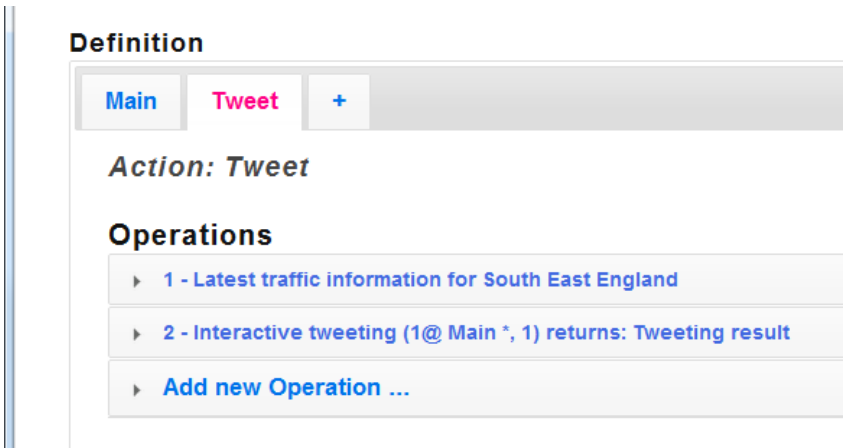 Definition
Main Tweet +
Action: Tweet
Operations
1 - Latest traffic information for South East England
2 - Interactive tweeting (1@ Main *, 1) returns: Tweeting result
Add new Operation ...